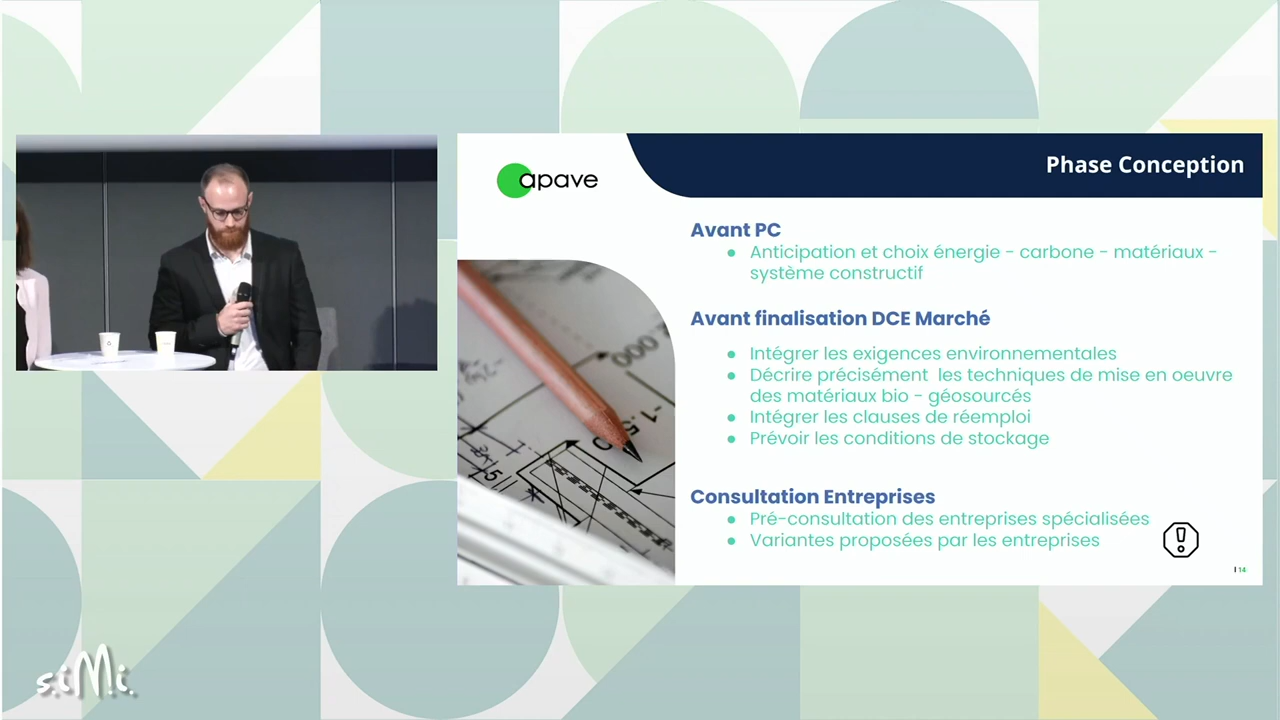 apave
Phase Conception
Avant PC
● Anticipation et choix énergie - carbone - matériaux -
système constructif
Avant finalisation DCE Marché
● Intégrer les exigences environnementales
● Décrire précisément les techniques de mise en oeuvre
des matériaux bio - géosourcés
● Intégrer les clauses de réemploi
● Prévoir les conditions de stockage
Consultation Entreprises
● Pré-consultation des entreprises spécialisées
● Variantes proposées par les entreprises
14
s.iMi.